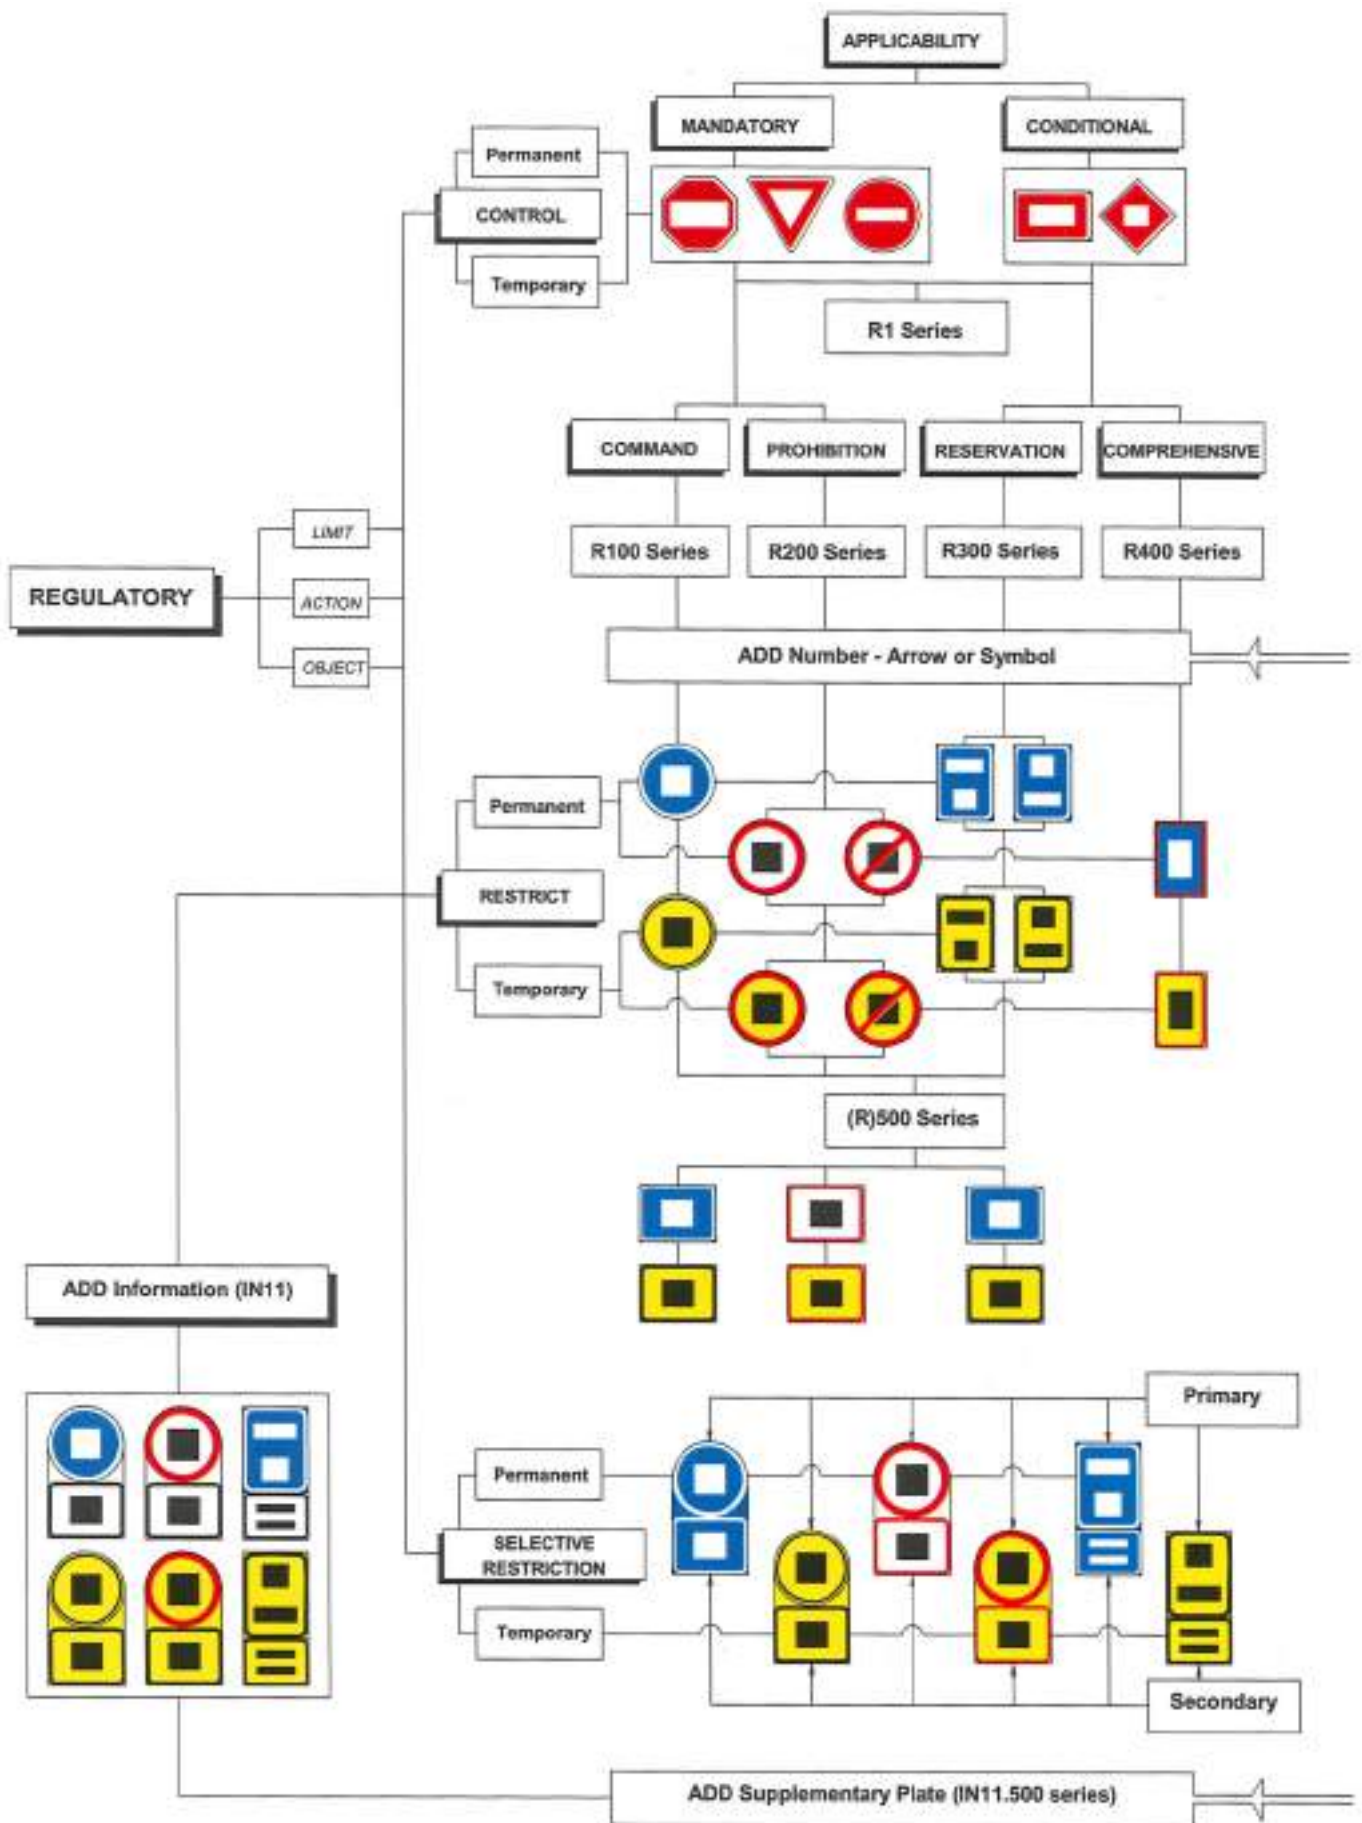 APPLICABILITY
MANDATORY
CONDITIONAL
Permanent
CONTROL
Temporary
R1 Series
COMMAND
PROHIBITION
RESERVATION
COMPREHENSIVE
LIMIT
R100 Series
R200 Series
R300 Series
R400 Series
REGULATORY
ACTION
OBJECT
ADD Number - Arrow or Symbol
Permanent
RESTRICT
Temporary
(R)500 Series
ADD Information (IN11)
Primary
Permanent
SELECTIVE
RESTRICTION
Temporary
Secondary
ADD Supplementary Plate (IN11.500 series)